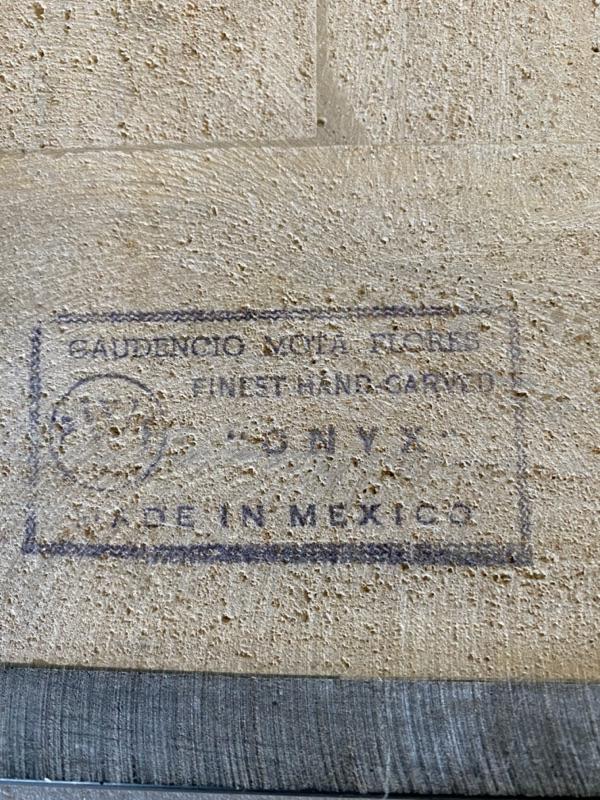 GAUDENCIO MOTA FLORES
FINEST HAND CARVED
"ONYX"
MADE IN MEXICO